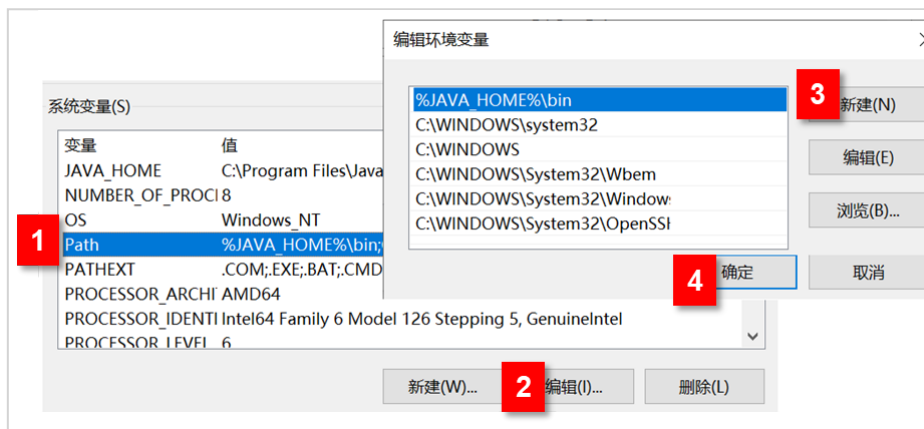 编辑环境变量
%JAVA_HOME%\bin
C:\WINDOWS\system32
C:\WINDOWS
C:\WINDOWS\System32\Wbem
C:\WINDOWS\System32\Window
C:\WINDOWS\System32\OpenSSH
3
新建(N)
编辑(E)
浏览(B)...
4
确定
取消
系统变量(S)
变量 值
JAVA_HOME C:\Program Files\Java
NUMBER_OF_PROCI 8
OS Windows_NT
1
Path %JAVA_HOME%\bin;
PATHEXT .COM;.EXE;.BAT;.CMD
PROCESSOR_ARCHI AMD64
PROCESSOR_IDENTI Intel64 Family 6 Model 126 Stepping 5, GenuineIntel
PROCESSOR_LEVEL 6
新建(W)...
2
编辑(I)...
删除(L)